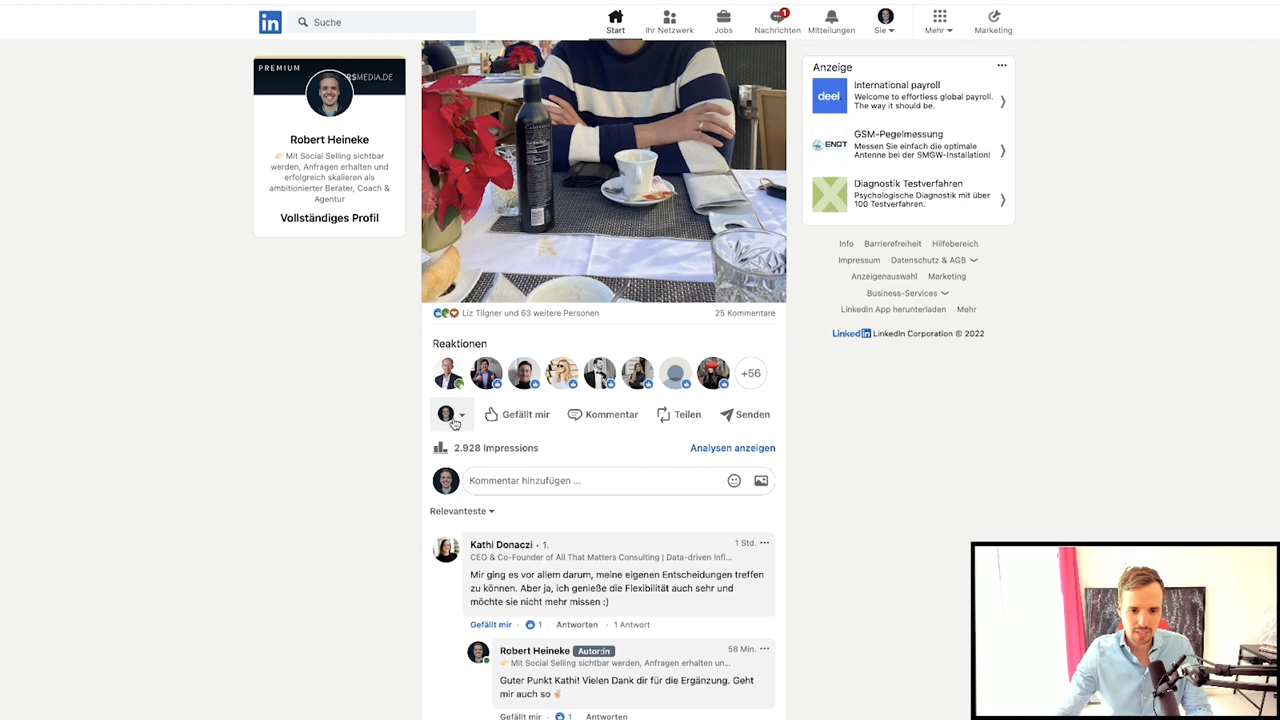 in
Suche
Start
Ihr Netzwerk
Jobs
1
Nachrichten
Mitteilungen
Sie
Mehr
Marketing
PREMIUM
RSMEDIA.DE
Robert Heineke
👉 Mit Social Selling sichtbar
werden, Anfragen erhalten und
erfolgreich skalieren als
ambitionierter Berater, Coach &
Agentur
Vollständiges Profil
Liz Tilgner und 63 weitere Personen
25 Kommentare
Reaktionen
+56
Gefällt mir
Kommentar
Teilen
Senden
2.928 Impressions
Analysen anzeigen
Kommentar hinzufügen ...
Relevanteste
Kathi Donaczi • 1.
1 Std.
CEO & Co-Founder of All That Matters Consulting | Data-driven Infl...
Mir ging es vor allem darum, meine eigenen Entscheidungen treffen
zu können. Aber ja, ich genieße die Flexibilität auch sehr und
möchte sie nicht mehr missen :)
Gefällt mir · 1 Antworten · 1 Antwort
Robert Heineke Autor:in
58 Min.
👉 Mit Social Selling sichtbar werden, Anfragen erhalten un...
Guter Punkt Kathi! Vielen Dank dir für die Ergänzung. Geht
mir auch so ✌🏼
Gefällt mir · 1 Antworten
Anzeige
deel.
International payroll
Welcome to effortless global payroll.
The way it should be.
ENQT
GSM-Pegelmessung
Messen Sie einfach die optimale
Antenne bei der SMGW-Installation!
Diagnostik Testverfahren
Psychologische Diagnostik mit über
100 Testverfahren.
Info Barrierefreiheit Hilfebereich
Impressum Datenschutz & AGB
Anzeigenauswahl Marketing
Business-Services
LinkedIn App herunterladen Mehr
LinkedIn LinkedIn Corporation © 2022